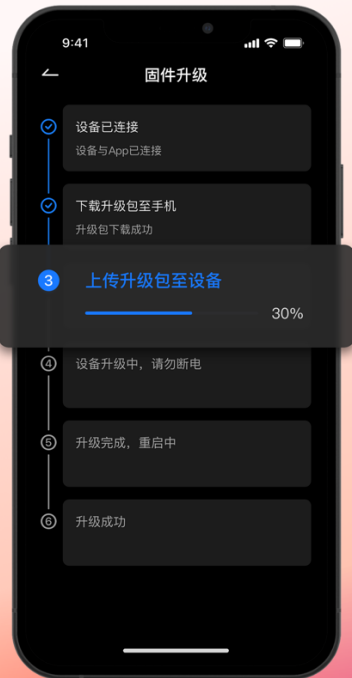 9:41
固件升级
设备已连接
设备与App已连接
下载升级包至手机
升级包下载成功
3
上传升级包至设备
30%
4
设备升级中，请勿断电
5
升级完成，重启中
6
升级成功